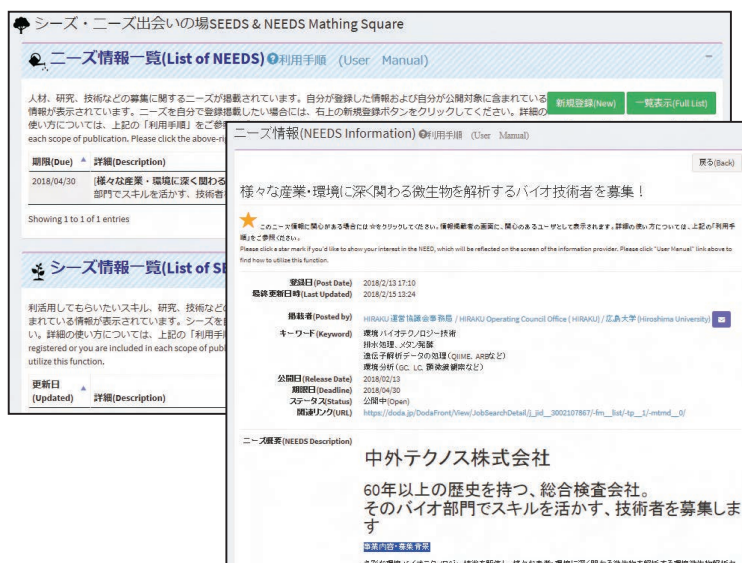 シーズ・ニーズ出会いの場SEEDS & NEEDS Mathing Square
ニーズ情報一覧(List of NEEDS) 利用手順 (User Manual)
人材、研究、技術などの募集に関するニーズが掲載されています。自分が登録した情報および自分が公開対象に含まれている
情報が表示されています。ニーズを自分で登録掲載したい場合には、右上の新規登録ボタンをクリックしてください。詳細の
使い方については、上記の「利用手順」をご参
each scope of publication. Please click the above-ri
新規登録(New)
一覧表示(Full List)
期限(Due) 詳細(Description)
2018/04/30 [様々な産業・環境に深く関わる
部門でスキルを活かす、技術者
Showing 1 to 1 of 1 entries
シーズ情報一覧(List of SE
利活用してもらいたいスキル、研究、技術などの
まれている情報が表示されています。シーズを自
い。詳細の使い方については、上記の「利用手
registered or you are included in each scope of publ
utilize this function.
更新日
(Updated) 詳細(Description)
ニーズ情報(NEEDS Information) 利用手順 (User Manual)
戻る(Back)
様々な産業・環境に深く関わる微生物を解析するバイオ技術者を募集！
このニーズ情報に関心がある場合には☆をクリックしてください。情報掲載者の画面に、関心のあるユーザとして表示されます。詳細の使い方については、上記の「利用手
順」をご参照ください。
Please click a star mark if you'd like to show your interest in the NEED, which will be reflected on the screen of the information provider. Please click "User Manual" link above to
find how to utilise this function.
登録日(Post Date) 2018/2/13 17:10
最終更新日時(Last Updated) 2018/2/15 13:24
掲載者(Posted by) HIRAKU 運営協議会事務局 / HIRAKU Operating Council Office ( HIRAKU) / 広島大学 (Hiroshima University)
キーワード(Keyword) 環境バイオテクノロジー技術
排水処理、メタン発酵
遺伝子解析データの処理(QIIME、ARBなど)
環境分析(GC、LC、顕微鏡観察など)
公開日(Release Date) 2018/02/13
期限日(Deadline) 2018/04/30
ステータス(Status) 公開中(Open)
関連リンク(URL) https://doda.jp/DodaFront/View/JobSearchDetail/j_jid__3002107867/-fm__list/-tp__1/-mtmd__0/
ニーズ概要(NEEDS Description)
中外テクノス株式会社
60年以上の歴史を持つ、総合検査会社。
そのバイオ部門でスキルを活かす、技術者を募集しま
す
事業内容・募集背景